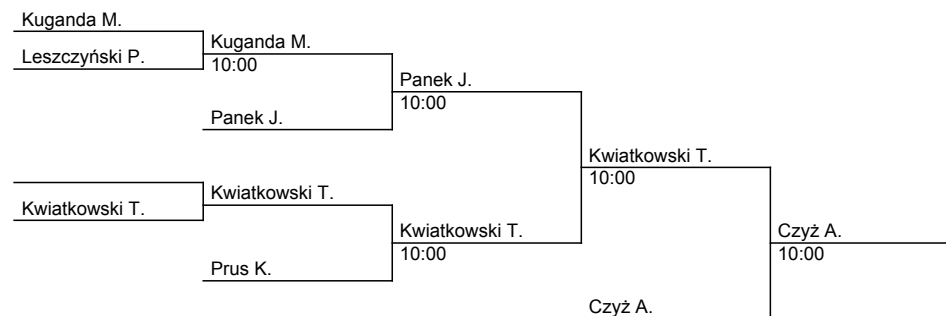 Kuganda M.
Leszczyński P.
Kuganda M.
10:00
Panek J.
Panek J.
10:00
Kwiatkowski T.
10:00
Kwiatkowski T.
Kwiatkowski T.
Kwiatkowski T.
10:00
Prus K.
Czyż A.
10:00
Czyż A.